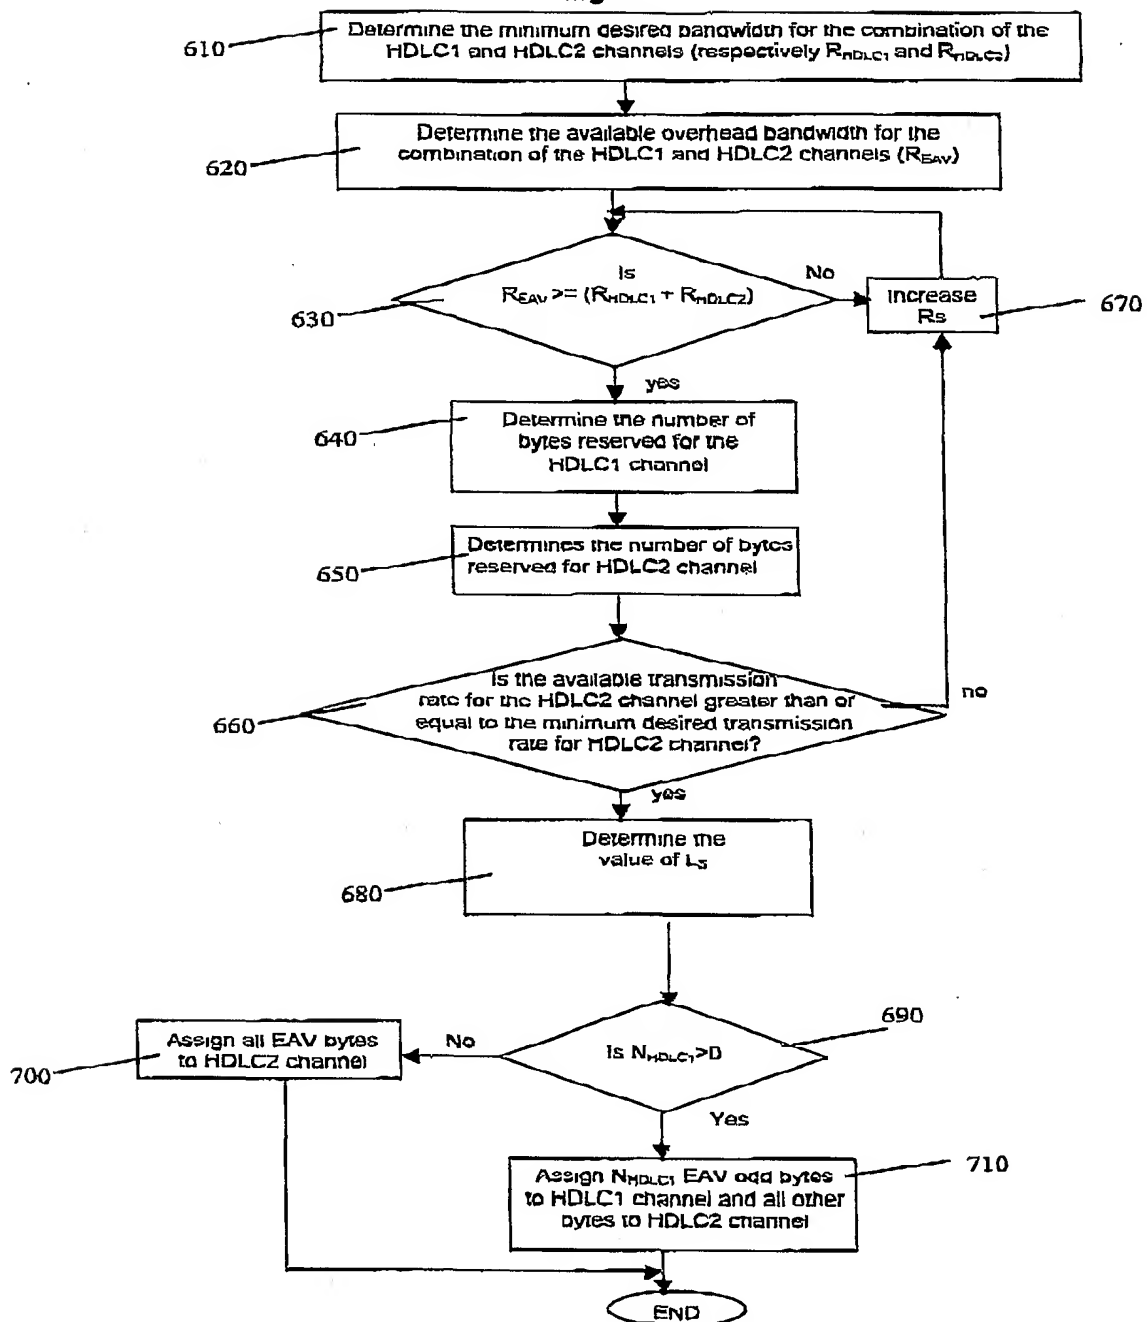 610
Determine the minimum desired bandwidth for the combination of the
HDLC1 and HDLC2 channels (respectively RHDLC1 and RHDLC2)
620
Determine the available overhead bandwidth for the
combination of the HDLC1 and HDLC2 channels (REAV)
630
Is
REAV >= (RHDLC1 + RHDLC2)
No
increase
Rs
670
yes
640
Determine the number of
bytes reserved for the
HDLC1 channel
650
Determines the number of bytes
reserved for HDLC2 channel
660
Is the available transmission
rate for the HDLC2 channel greater than or
equal to the minimum desired transmission
rate for HDLC2 channel?
no
yes
680
Determine the
value of Ls
690
Is NHDLC1>0
No
700
Assign all EAV bytes
to HDLC2 channel
Yes
710
Assign NHDLC1 EAV odd bytes
to HDLC1 channel and all other
bytes to HDLC2 channel
END